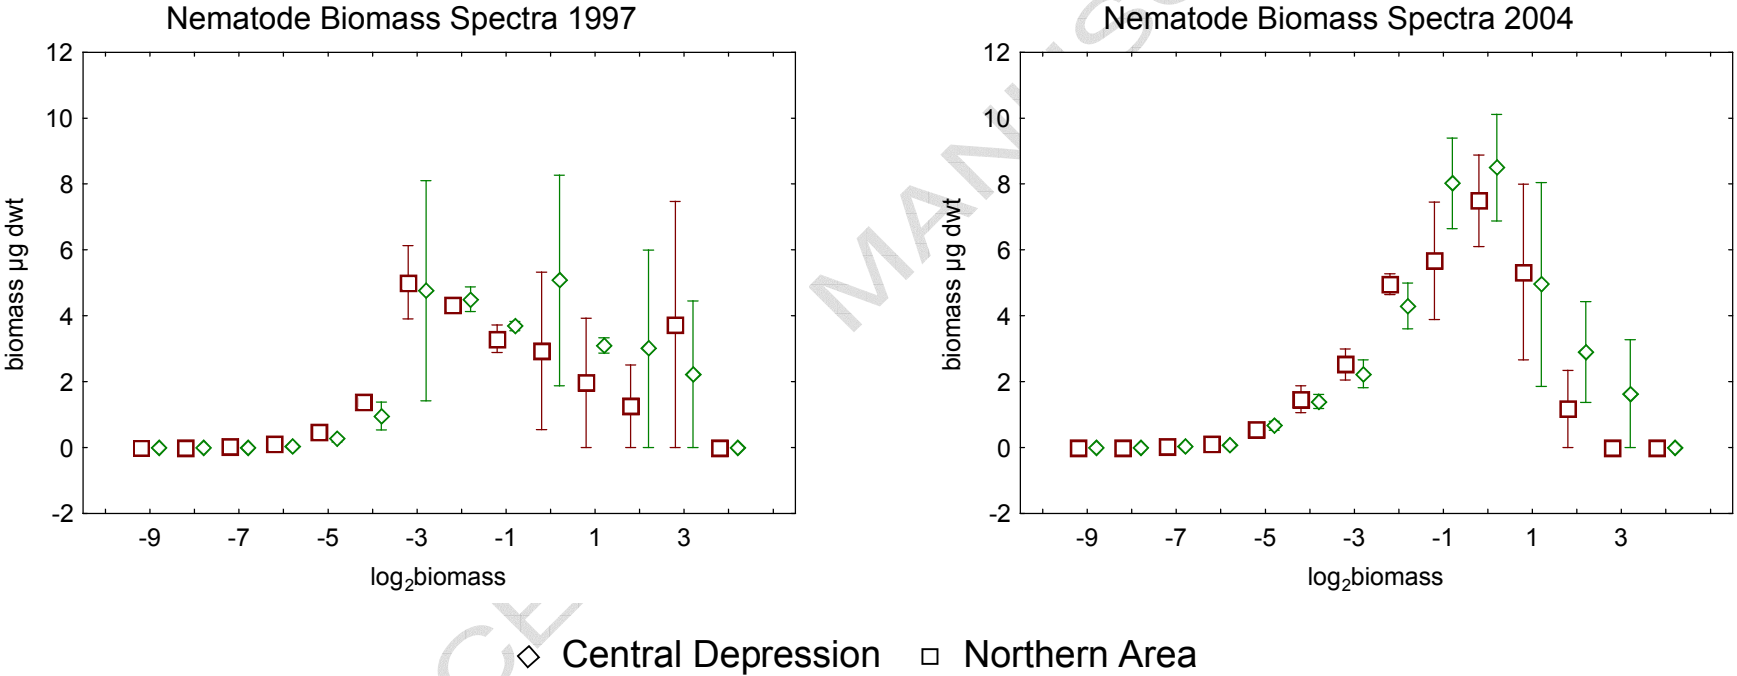 Nematode Biomass Spectra 1997
12
10
8
6
4
2
0
-2
biomass µg dwt
-9 -7 -5 -3 -1 1 3
log₂biomass
Nematode Biomass Spectra 2004
12
10
8
6
4
2
0
-2
biomass µg dwt
-9 -7 -5 -3 -1 1 3
log₂biomass
Central Depression Northern Area